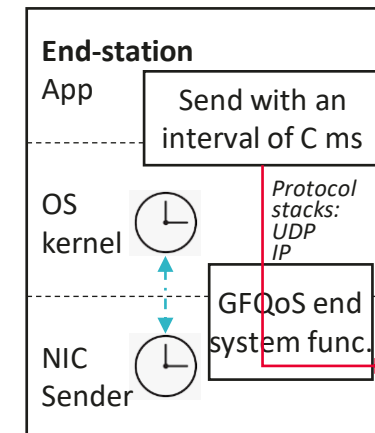 End-station
App
Send with an
interval of C ms
Protocol
stacks:
UDP
IP
OS
kernel
GFQoS end
system func.
NIC
Sender